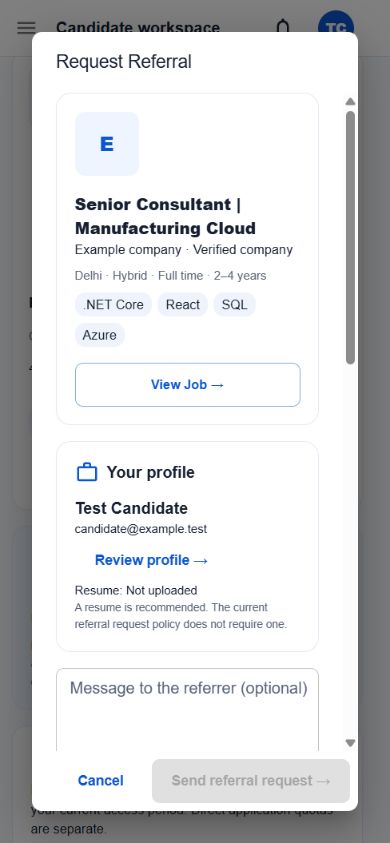 Candidate workspace
TC
Request Referral
E
Senior Consultant |
Manufacturing Cloud
Example company · Verified company
Delhi · Hybrid · Full time · 2–4 years
.NET Core
React
SQL
Azure
View Job →
Your profile
Test Candidate
candidate@example.test
Review profile →
Resume: Not uploaded
A resume is recommended. The current
referral request policy does not require one.
Message to the referrer (optional)
Cancel
Send referral request →
your current access period. Direct application quotas
are separate.